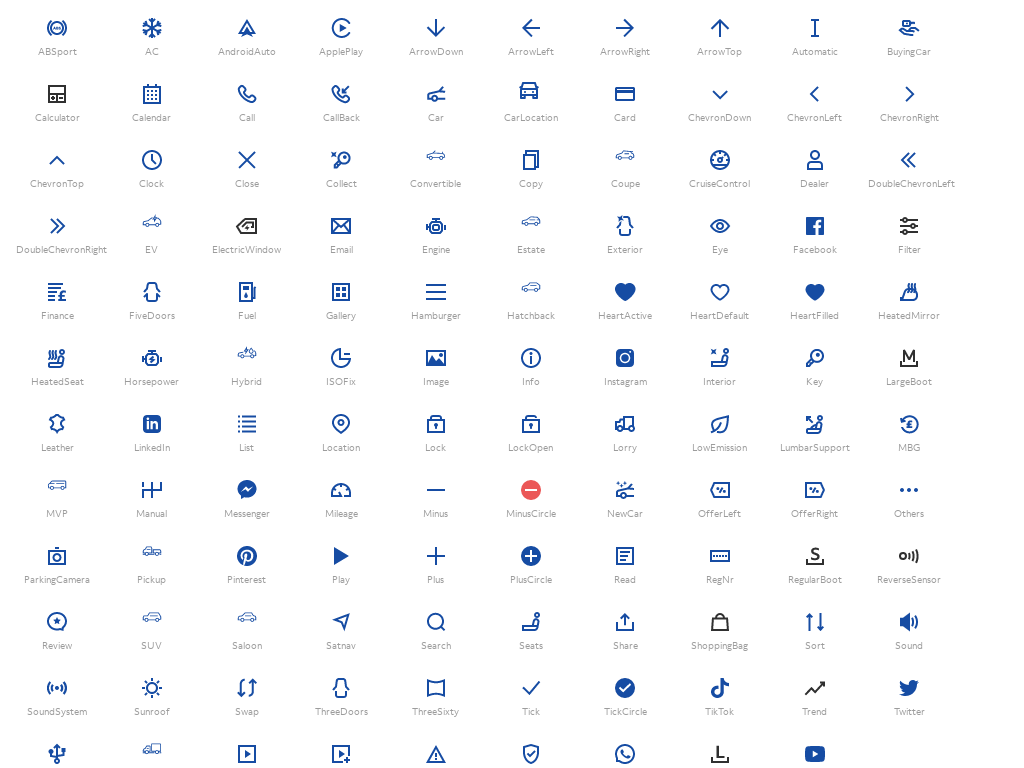 ABSport AC AndroidAuto ApplePlay ArrowDown ArrowLeft ArrowRight ArrowTop Automatic BuyingCar
Calculator Calendar Call CallBack Car CarLocation Card ChevronDown ChevronLeft ChevronRight
ChevronTop Clock Close Collect Convertible Copy Coupe CruiseControl Dealer DoubleChevronLeft
DoubleChevronRight EV ElectricWindow Email Engine Estate Exterior Eye Facebook Filter
Finance FiveDoors Fuel Gallery Hamburger Hatchback HeartActive HeartDefault HeartFilled HeatedMirror
HeatedSeat Horsepower Hybrid ISOFix Image Info Instagram Interior Key LargeBoot
Leather LinkedIn List Location Lock LockOpen Lorry LowEmission LumbarSupport MBG
MVP Manual Messenger Mileage Minus MinusCircle NewCar OfferLeft OfferRight Others
ParkingCamera Pickup Pinterest Play Plus PlusCircle Read RegNr RegularBoot ReverseSensor
Review SUV Saloon Satnav Search Seats Share ShoppingBag Sort Sound
SoundSystem Sunroof Swap ThreeDoors ThreeSixty Tick TickCircle TikTok Trend Twitter